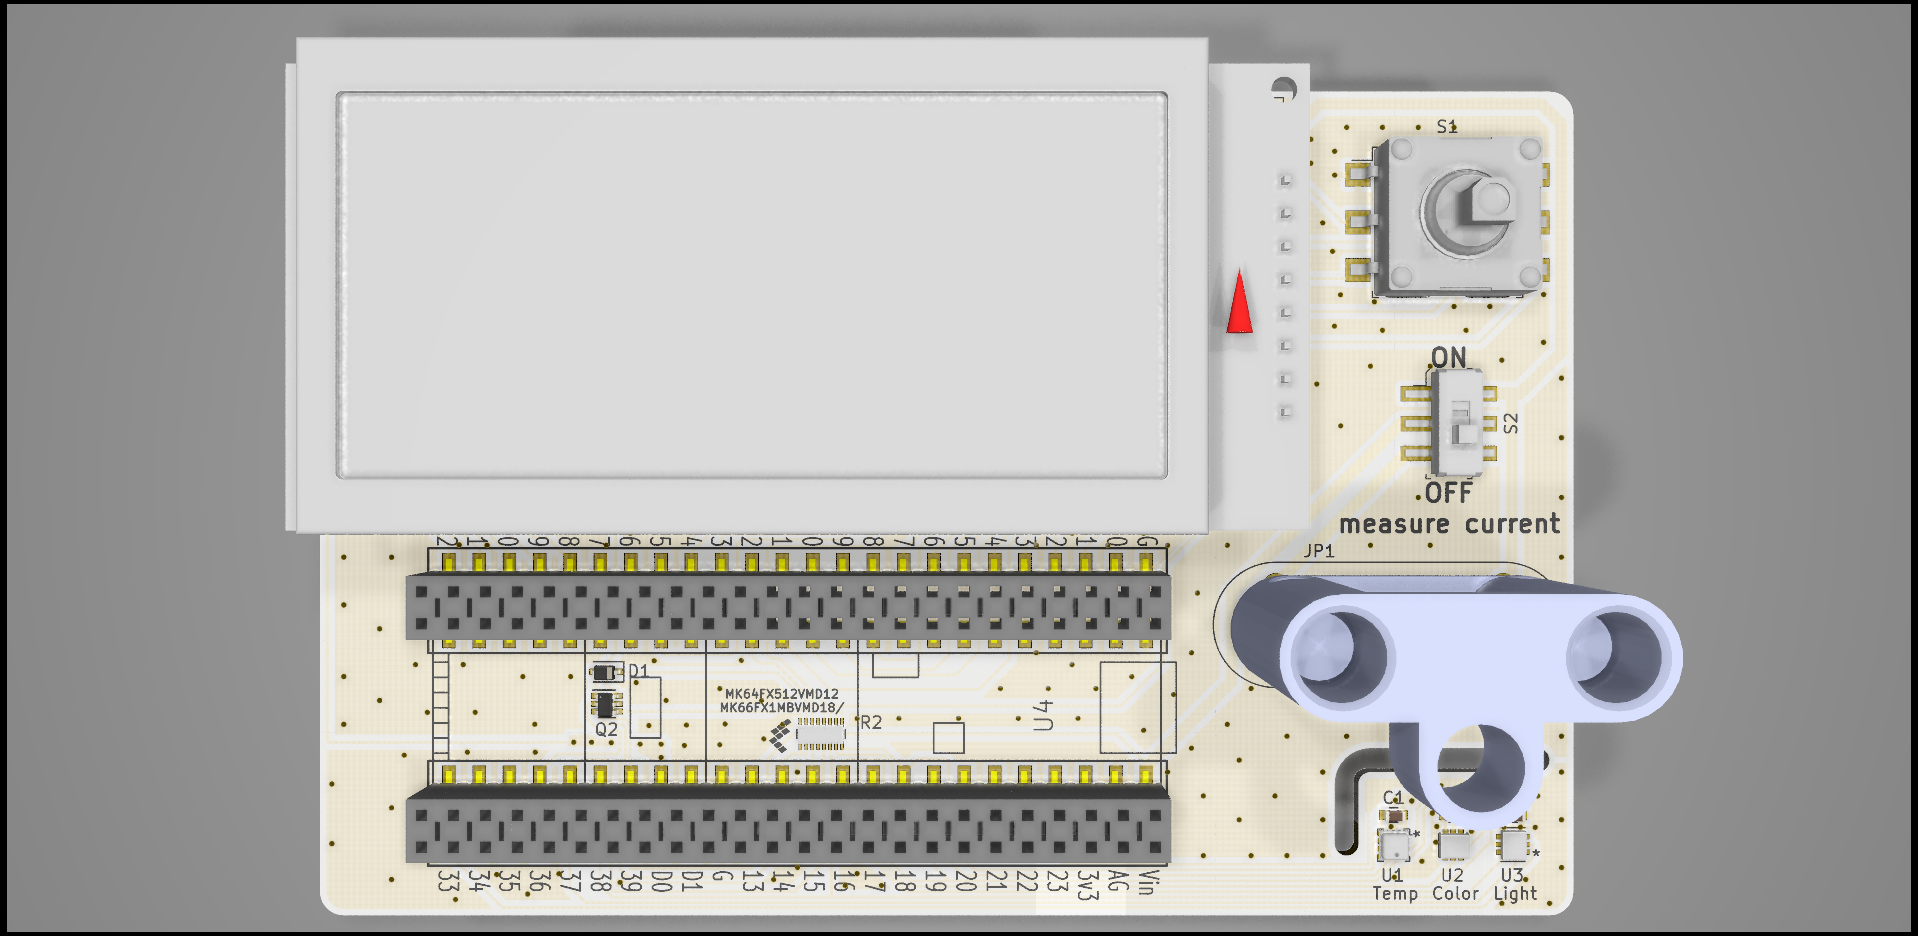 S1
ON
S2
OFF
measure current
JP1
2 1 0 9 8 7 6 5 4 3 2 1 0 9 8 7 6 5 4 3 2 1 0 G
D1
MK64FX512VMD12
MK66FX1MBVMD18/
R2
U4
Q2
C1
33 34 35 36 37 38 39 D0 D1 G 13 14 15 16 17 18 19 20 21 22 23 3v3 AG Vin
* *
U1 U2 U3
Temp Color Light